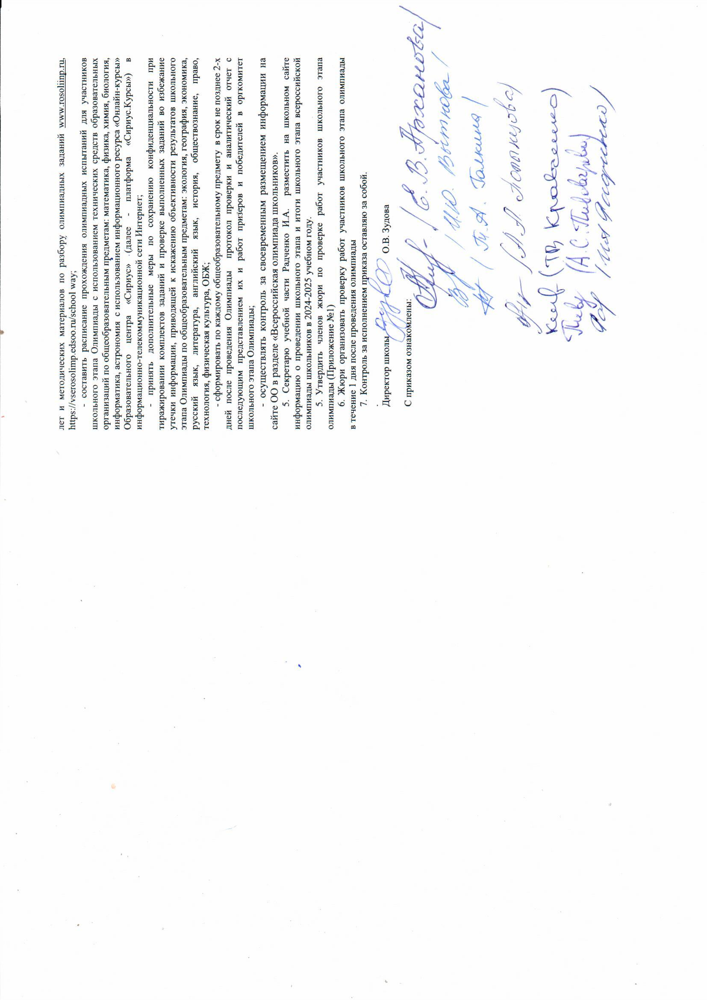 лет и методических материалов по разбору олимпиадных заданий www.rosoliinp.ru,
https://vserosolimp.edsoo.ru/school way;
- составить расписание прохождения олимпиадных испытаний для участников
школьного этапа Олимпиады с использованием технических средств образовательных
организаций по общеобразовательным предметам: математика, физика, химия, биология,
информатика, астрономия с использованием информационного ресурса «Онлайн-курсы»
Образовательного центра «Сириус» (далее - платформа «Сириус.Курсы») в
информационно-телекоммуникационной сети Интернет;
- принять дополнительные меры по сохранению конфиденциальности при
тиражировании комплектов заданий и проверке выполненных заданий во избежание
утечки информации, приводящей к искажению объективности результатов школьного
этапа Олимпиады по общеобразовательным предметам: экология, география, экономика,
русский язык, литература, английский язык, история, обществознание, право,
технология, физическая культура, ОБЖ;
- сформировать по каждому общеобразовательному предмету в срок не позднее 2-х
дней после проведения Олимпиады протокол проверки и аналитический отчет с
последующим представлением их и работ призеров и победителей в оргкомитет
школьного этапа Олимпиады;
- осуществлять контроль за своевременным размещением информации на
сайте ОО в разделе «Всероссийская олимпиада школьников».
5. Секретарю учебной части Радченко И.А. разместить на школьном сайте
информацию о проведении школьного этапа и итоги школьного этапа всероссийской
олимпиады школьников в 2024-2025 учебном году.
5. Утвердить членов жюри по проверке работ участников школьного этапа
олимпиады (Приложение №1)
6. Жюри организовать проверку работ участников школьного этапа олимпиады
в течение 1 дня после проведения олимпиады
7. Контроль за исполнением приказа оставляю за собой.
Директор школы О.В. Зудова
С приказом ознакомлены:
/Е.В. Арханова/
/И.Ю. Вытнова/
/Т.А. Галкина/
/А.А.
(Т.В. Кравсенко)
(А.С. Пивоварова)